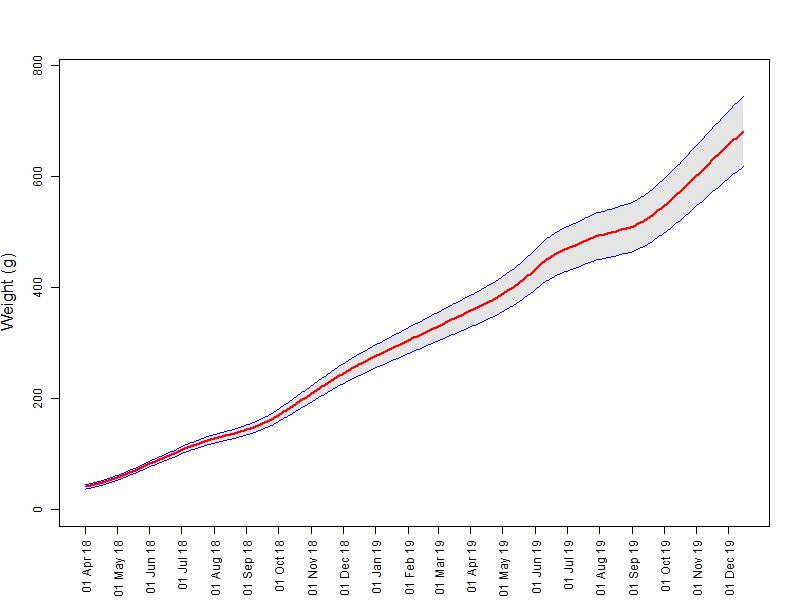 Weight (g)
800
600
400
200
0
01 Apr 18
01 May 18
01 Jun 18
01 Jul 18
01 Aug 18
01 Sep 18
01 Oct 18
01 Nov 18
01 Dec 18
01 Jan 19
01 Feb 19
01 Mar 19
01 Apr 19
01 May 19
01 Jun 19
01 Jul 19
01 Aug 19
01 Sep 19
01 Oct 19
01 Nov 19
01 Dec 19